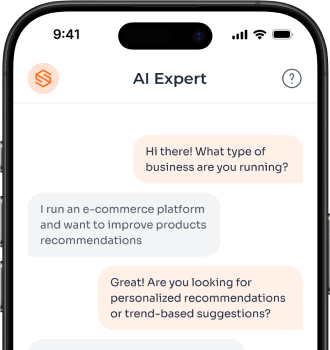 9:41
AI Expert
?
Hi there! What type of
business are you running?
I run an e-commerce platform
and want to improve products
recommendations
Great! Are you looking for
personalized recommendations
or trend-based suggestions?